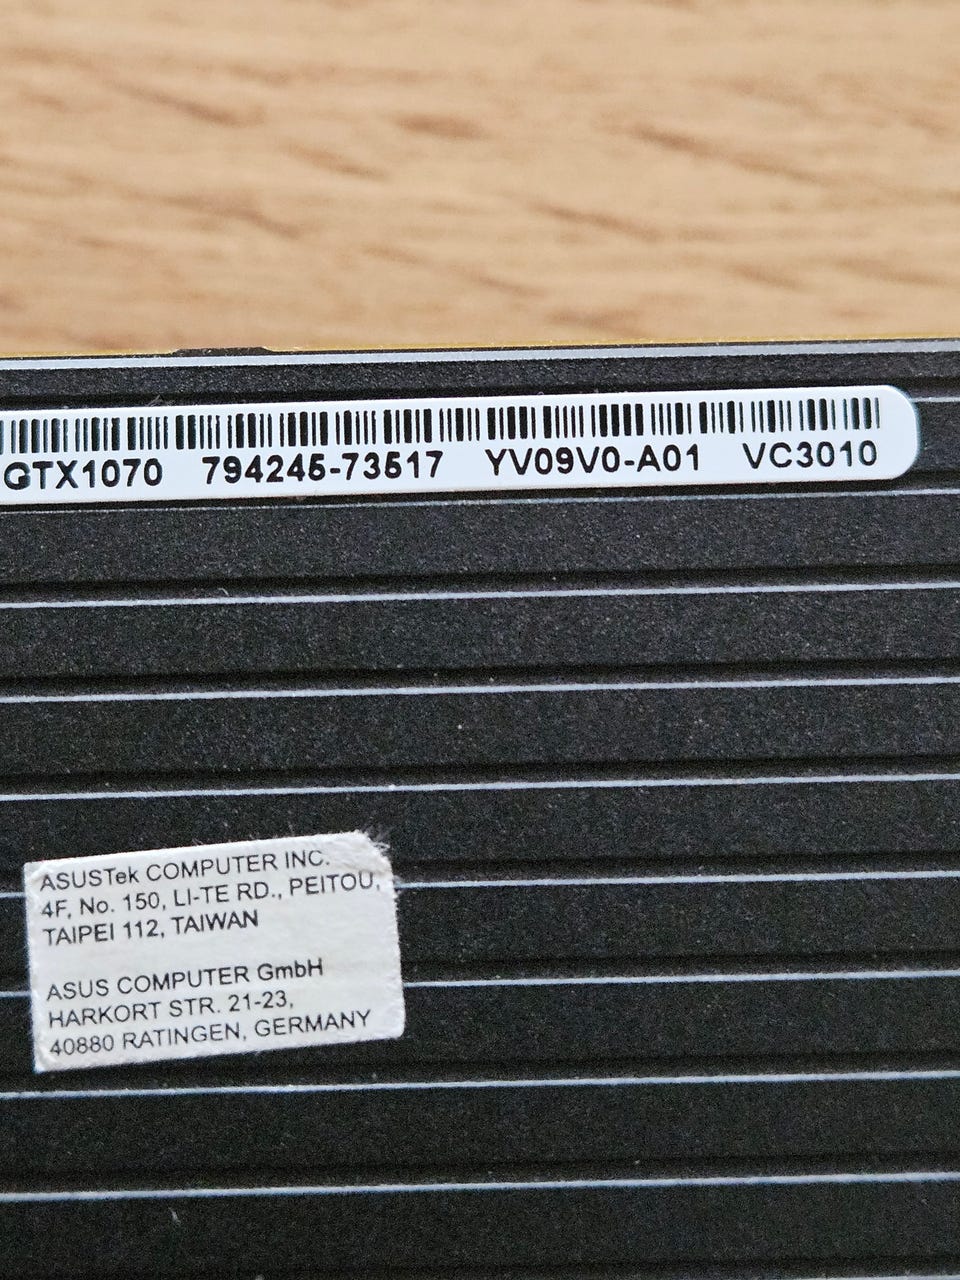 GTX1070 794245-73517 YV09V0-A01 VC3010
ASUSTek COMPUTER INC.
4F, No. 150, LI-TE RD., PEITOU,
TAIPEI 112, TAIWAN
ASUS COMPUTER GmbH
HARKORT STR. 21-23,
40880 RATINGEN, GERMANY